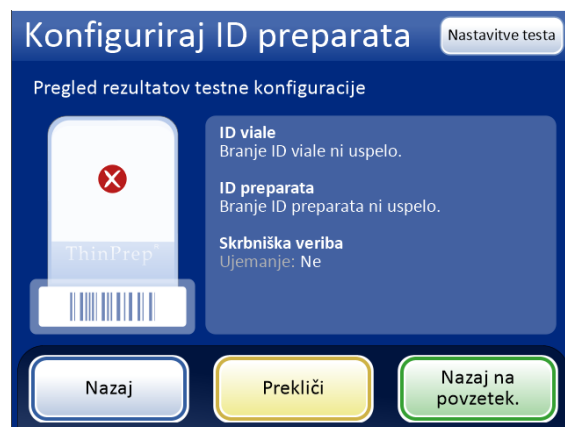 Konfiguriraj ID preparata
Nastavitve testa
Pregled rezultatov testne konfiguracije
ThinPrep®
ID viale
Branje ID viale ni uspelo.
ID preparata
Branje ID preparata ni uspelo.
Skrbniška veriba
Ujemanje: Ne
Nazaj
Prekliči
Nazaj na
povzetek.